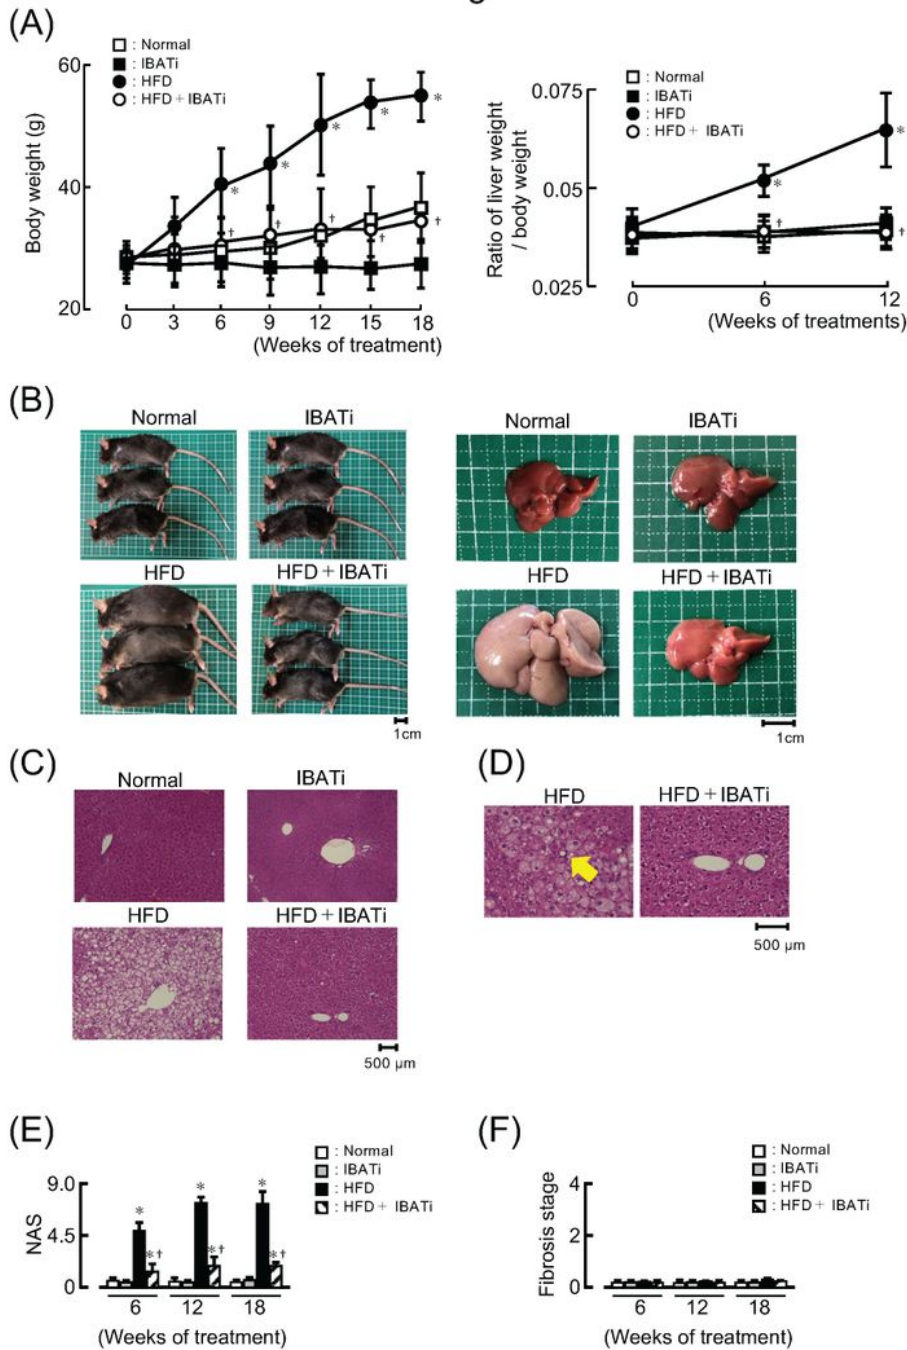 (A)
□ : Normal
■ : IBATi
● : HFD
○ : HFD + IBATi
Body weight (g)
60
40
20
* * * * *
† † † † †
0 3 6 9 12 15 18
(Weeks of treatment)
□ : Normal
■ : IBATi
● : HFD
○ : HFD + IBATi
Ratio of liver weight
/ body weight
0.075
0.050
0.025
* *
† †
0 6 12
(Weeks of treatments)
(B)
Normal IBATi
HFD HFD + IBATi
1cm
Normal IBATi
HFD HFD + IBATi
1cm
(C)
Normal IBATi
HFD HFD + IBATi
500 µm
(D)
HFD HFD + IBATi
500 µm
(E)
□ : Normal
: IBATi
■ : HFD
: HFD + IBATi
NAS
9.0
4.5
0
* * *
*† *† *†
6 12 18
(Weeks of treatment)
(F)
□ : Normal
: IBATi
■ : HFD
: HFD + IBATi
Fibrosis stage
4
2
0
6 12 18
(Weeks of treatment)